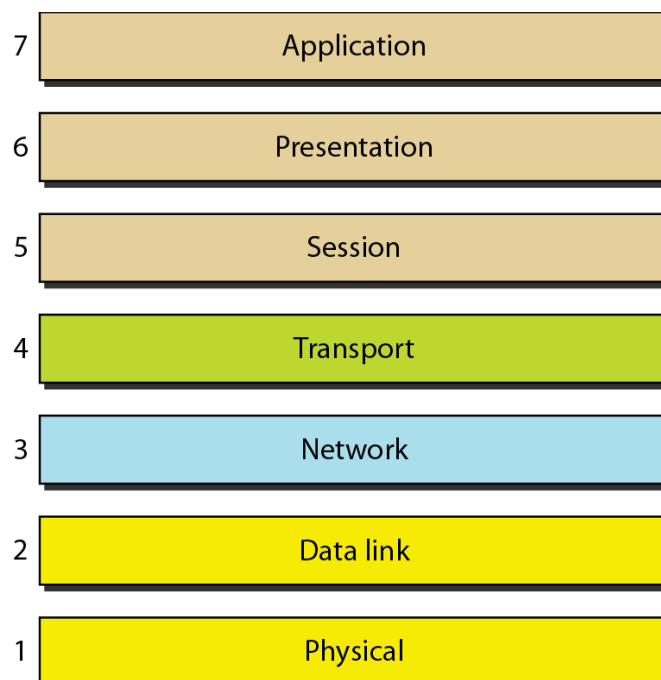 7 Application
6 Presentation
5 Session
4 Transport
3 Network
2 Data link
1 Physical